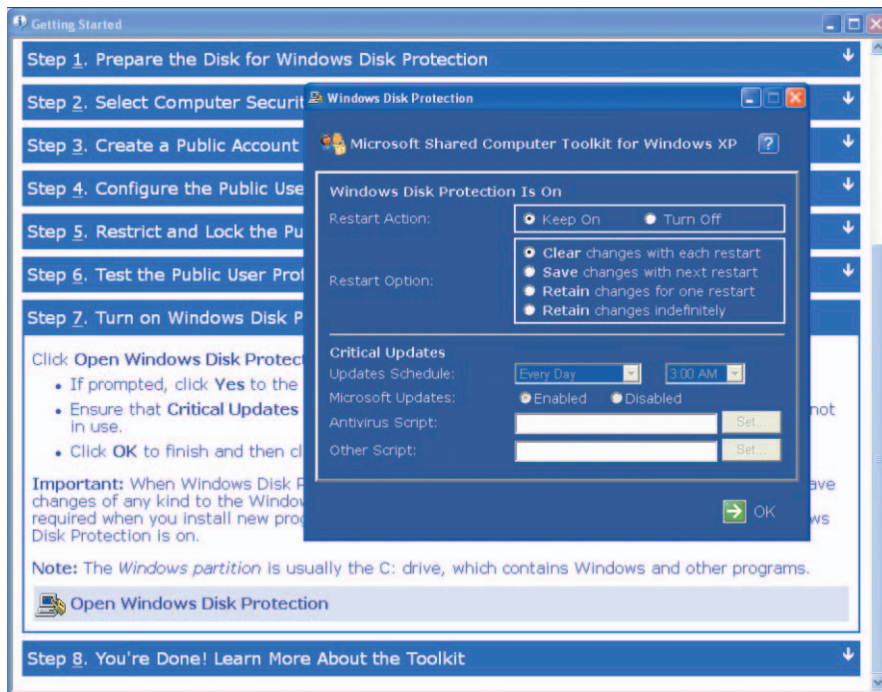 Getting Started
Step 1. Prepare the Disk for Windows Disk Protection
Step 2. Select Computer Securit
Step 3. Create a Public Account
Step 4. Configure the Public Use
Step 5. Restrict and Lock the Pu
Step 6. Test the Public User Prof
Step 7. Turn on Windows Disk P
Click Open Windows Disk Protect
• If prompted, click Yes to the
• Ensure that Critical Updates not
in use.
• Click OK to finish and then cl
Important: When Windows Disk P ave
changes of any kind to the Window
required when you install new prog ws
Disk Protection is on.
Note: The Windows partition is usually the C: drive, which contains Windows and other programs.
Open Windows Disk Protection
Step 8. You're Done! Learn More About the Toolkit
Windows Disk Protection
Microsoft Shared Computer Toolkit for Windows XP ?
Windows Disk Protection Is On
Restart Action: Keep On Turn Off
Restart Option:
Clear changes with each restart
Save changes with next restart
Retain changes for one restart
Retain changes indefinitely
Critical Updates
Updates Schedule: Every Day 3:00 AM
Microsoft Updates: Enabled Disabled
Antivirus Script: Set...
Other Script: Set...
OK